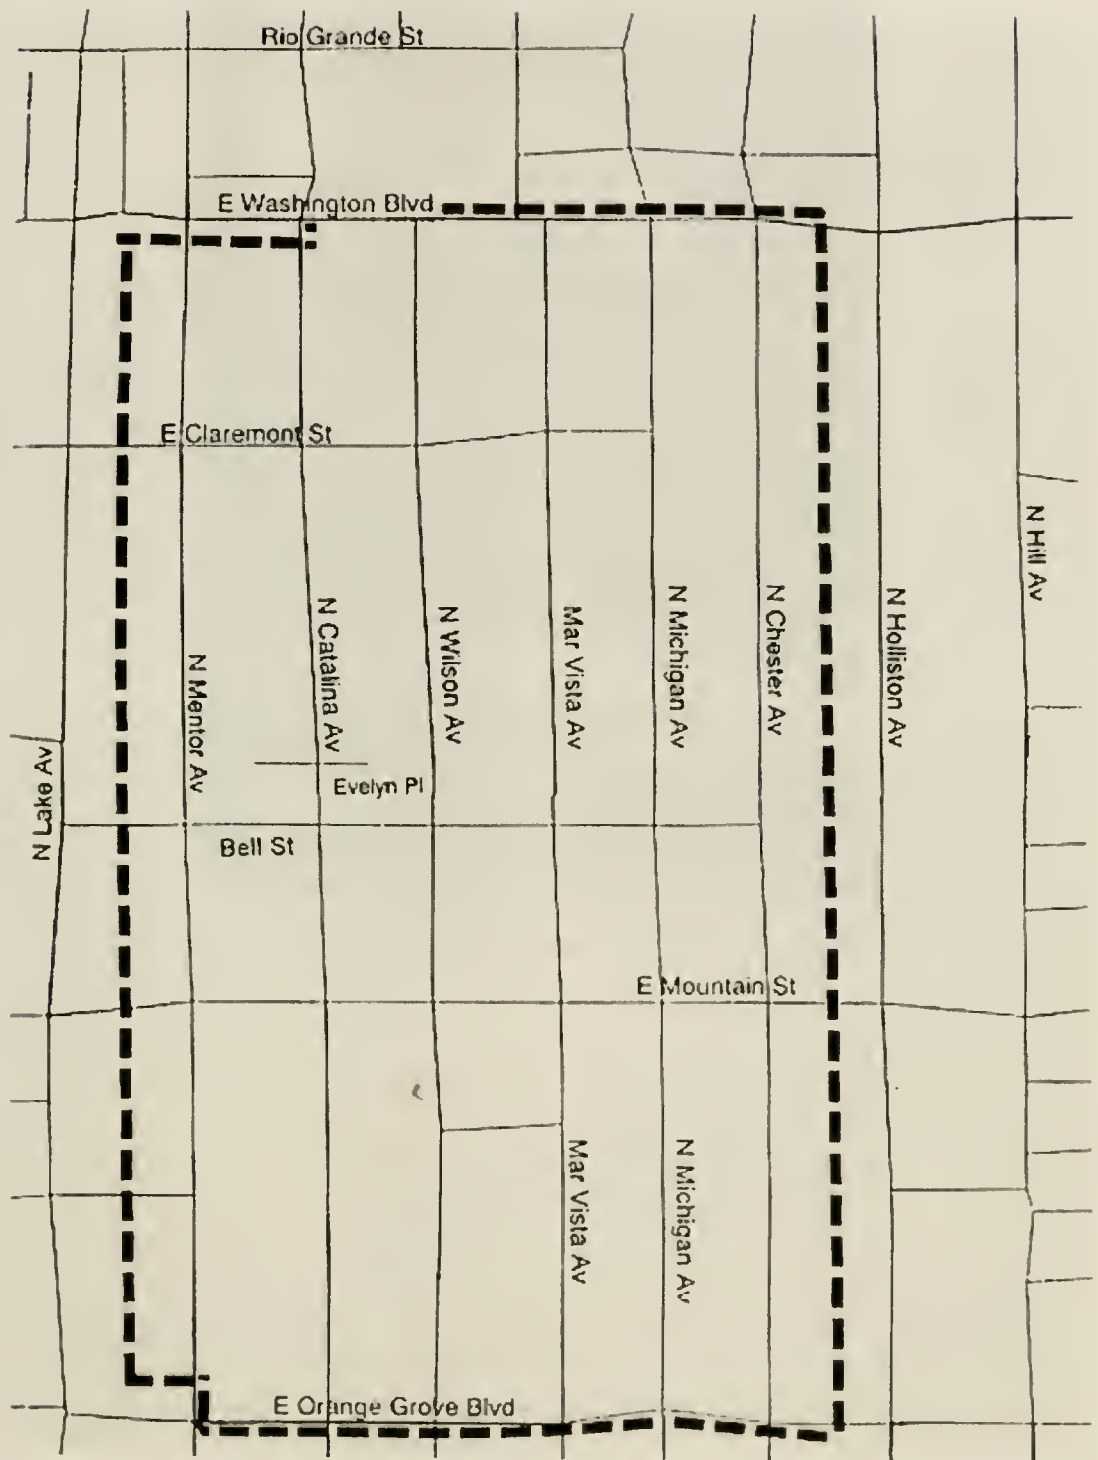 Rio Grande St
E Washington Blvd
E Claremont St
N Hill Av
N Catalina Av
N Wilson Av
Mar Vista Av
N Michigan Av
N Chester Av
N Holliston Av
N Mentor Av
N Lake Av
Evelyn Pl
Bell St
E Mountain St
Mar Vista Av
N Michigan Av
E Orange Grove Blvd